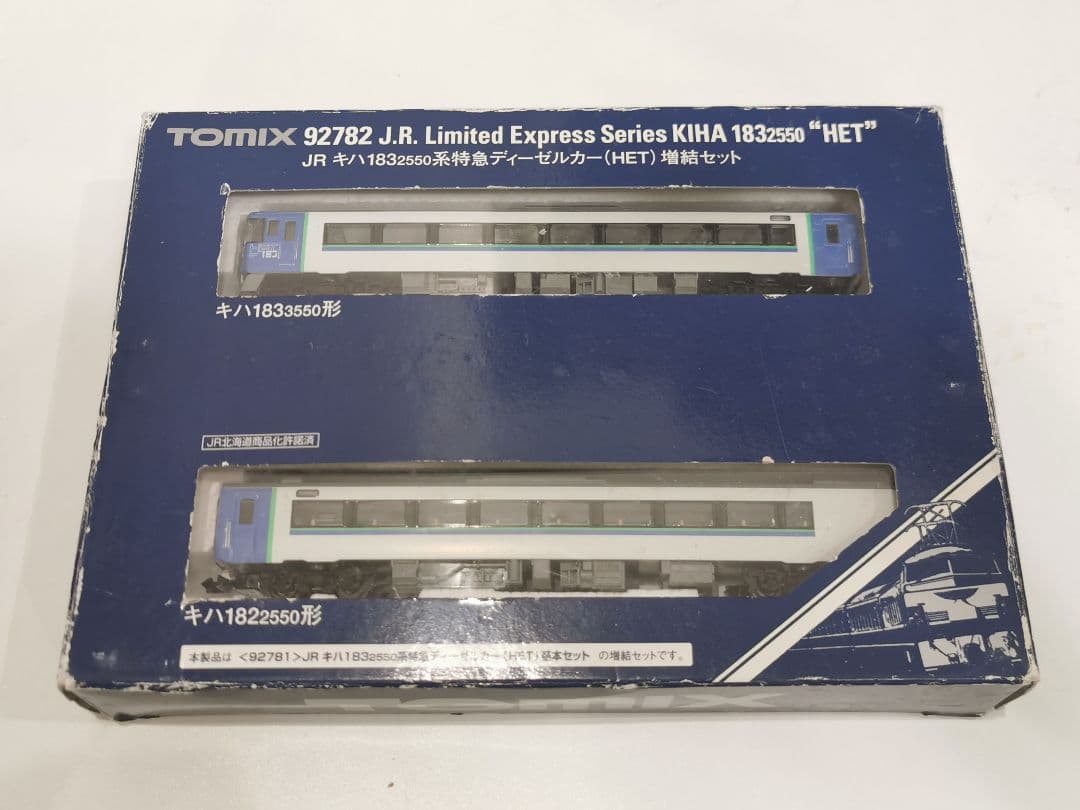 TOMIX 92782 J.R. Limited Express Series KIHA 1832550 "HET"
JR キハ1832550系特急ディーゼルカー（HET）増結セット
183
キハ1833550形
JR北海道商品化許諾済
キハ1822550形
本製品は <92781>JR キハ1832550系特急ディーゼルカー（HET）基本セット の増結セットです。